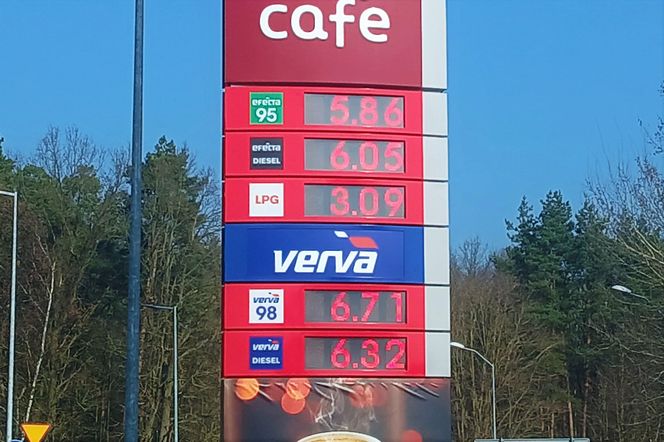 café
efecta 95 5.86
efecta DIESEL 6.05
LPG 3.09
verva
verva 98 6.71
verva DIESEL 6.32